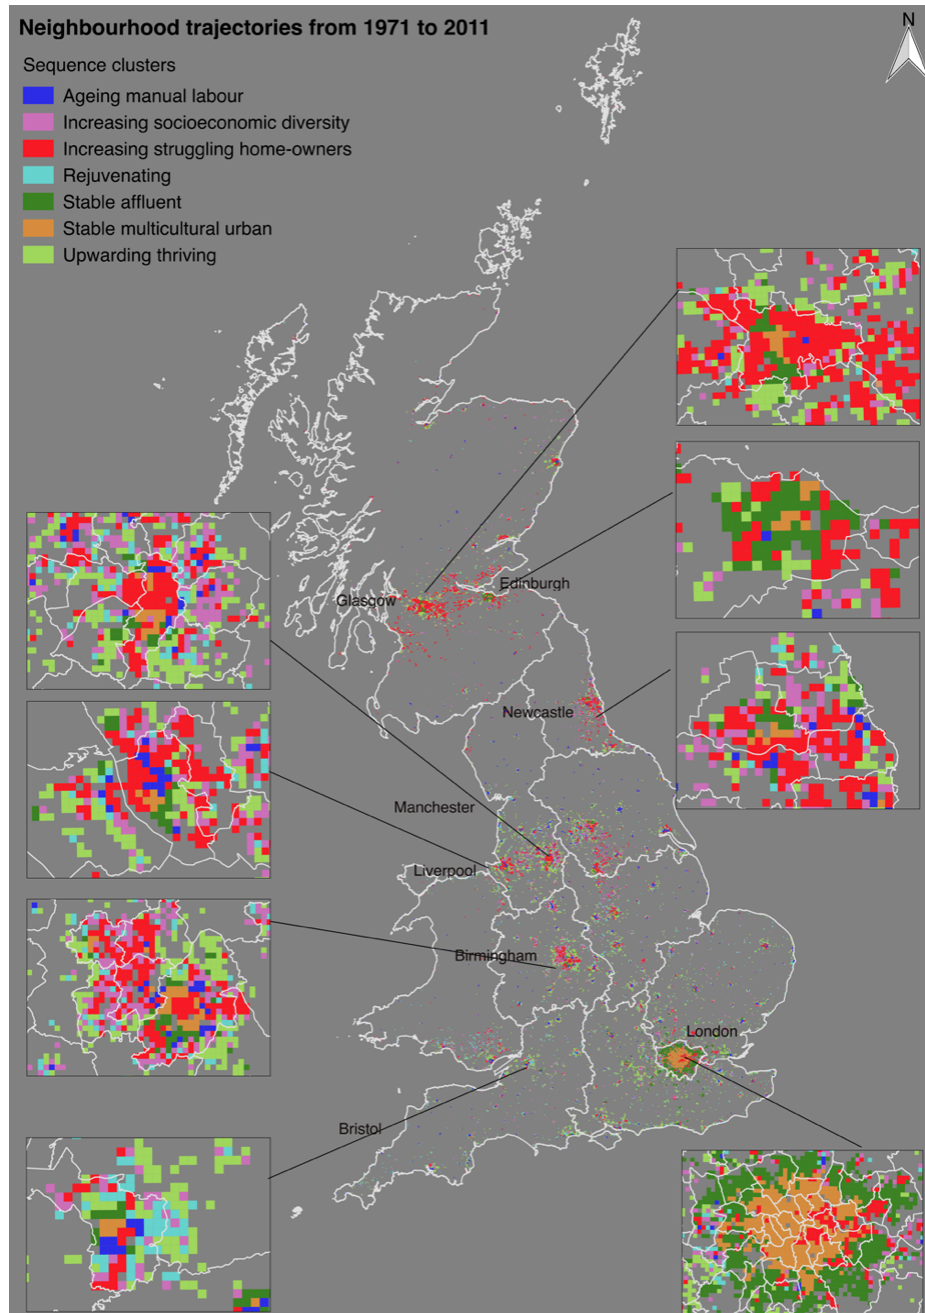 Neighbourhood trajectories from 1971 to 2011
N
Sequence clusters
Ageing manual labour
Increasing socioeconomic diversity
Increasing struggling home-owners
Rejuvenating
Stable affluent
Stable multicultural urban
Upwarding thriving
Edinburgh
Glasgow
Newcastle
Manchester
Liverpool
Birmingham
London
Bristol